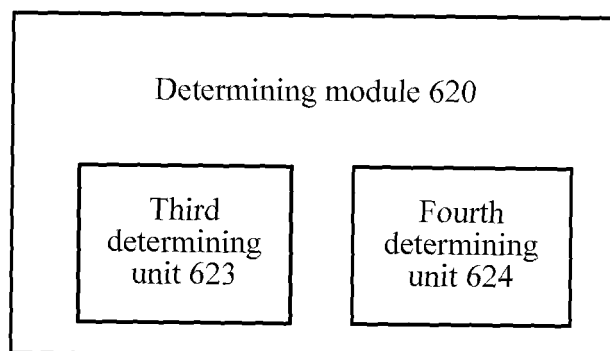 Determining module 620
Third
determining
unit 623
Fourth
determining
unit 624